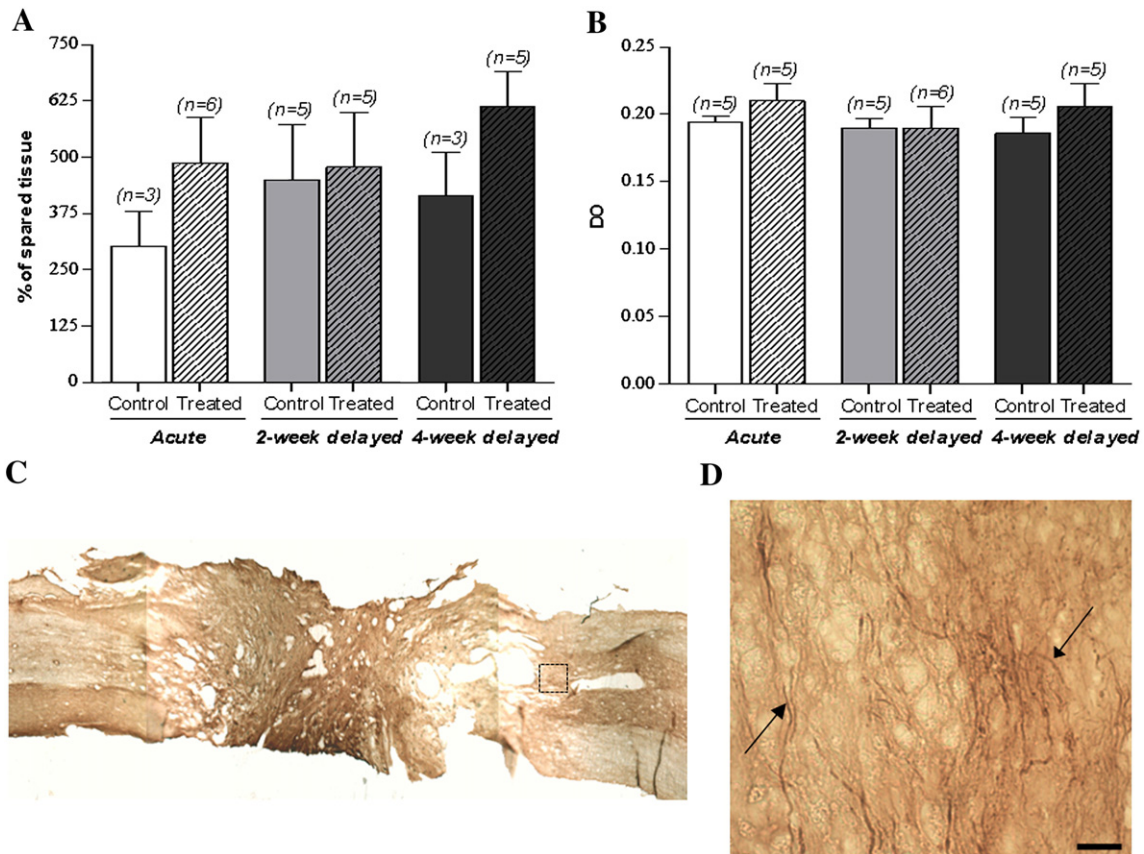 A
% of spared tissue
750
625
500
375
250
125
0
(n=3)
(n=6)
(n=5)
(n=5)
(n=3)
(n=5)
Control Treated Control Treated Control Treated
Acute 2-week delayed 4-week delayed
B
DO
0.25
0.20
0.15
0.10
0.05
0.00
(n=5)
(n=5)
(n=5)
(n=6)
(n=5)
(n=5)
Control Treated Control Treated Control Treated
Acute 2-week delayed 4-week delayed
C
D